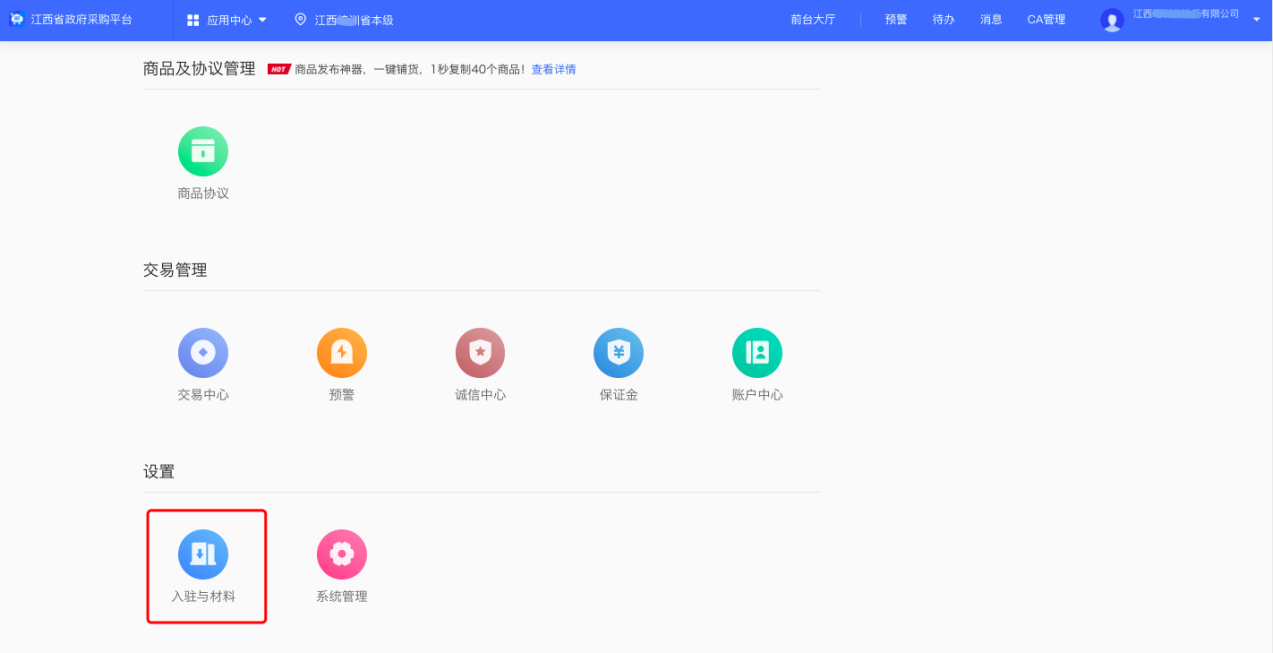 江西省政府采购平台
应用中心
江西 省本级
前台大厅
预警
待办
消息
CA管理
江西 有限公司
商品及协议管理
HOT 商品发布神器，一键铺货，1秒复制40个商品！查看详情
商品协议
交易管理
交易中心
预警
诚信中心
保证金
账户中心
设置
入驻与材料
系统管理